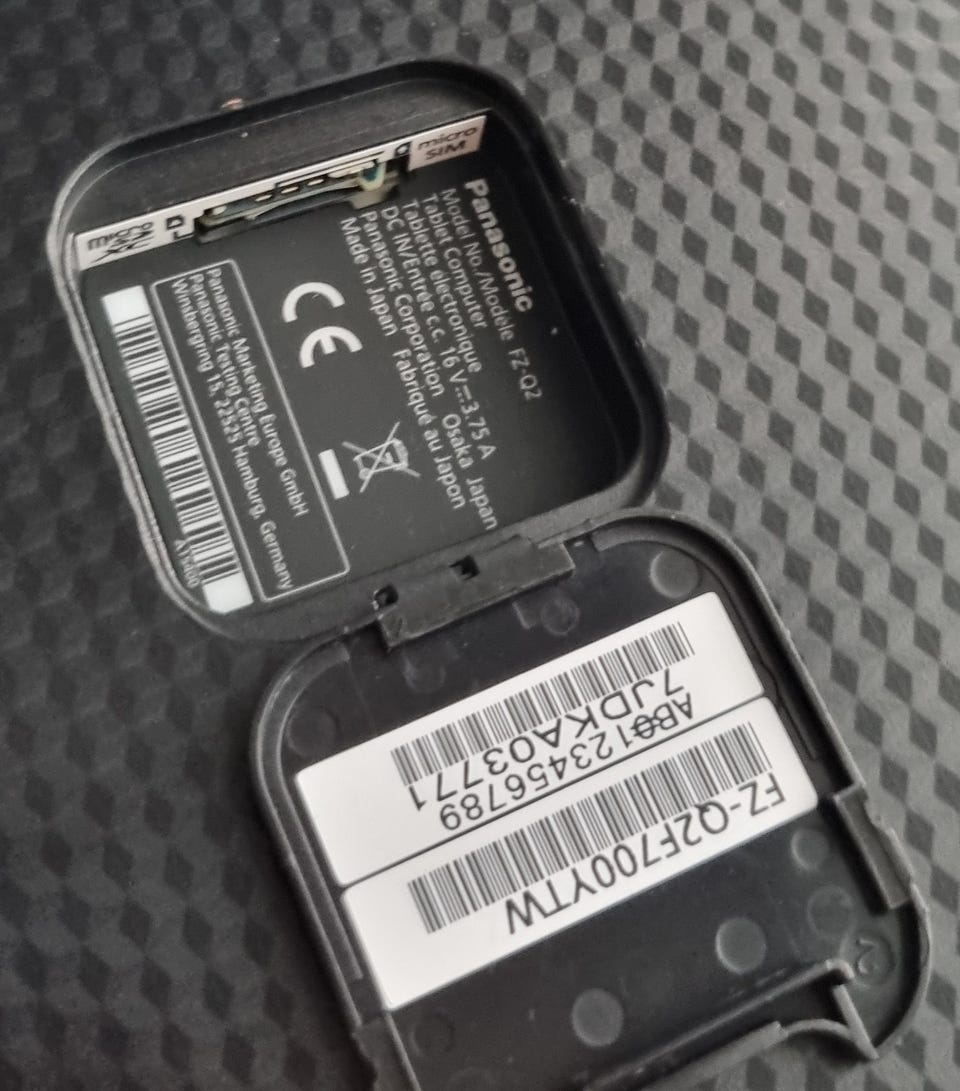 micro
SIM
micro
Panasonic
Model No./Modèle FZ-Q2
Tablet Computer
Tablette électronique
DC IN/Entrée c.c. 16 V⎓3.75 A
Panasonic Corporation Osaka Japan
Made in Japan Fabriqué au Japon
CE
Panasonic Marketing Europe GmbH
Panasonic Testing Centre
Winsbergring 15, 22525 Hamburg, Germany
7JDKA03771
AB0123456789
FZ-Q2F700YTW